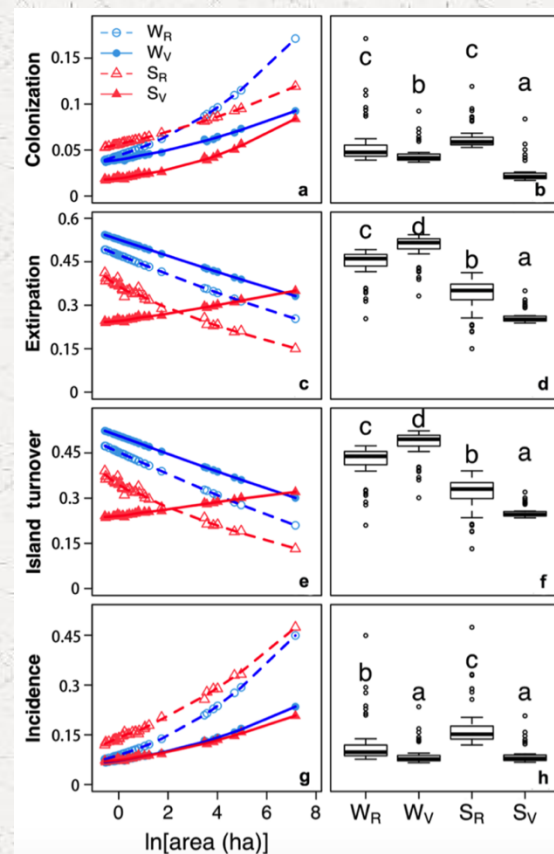 Colonization
0.15
0.1
0.05
0
W_R
W_V
S_R
S_V
a
c
b
c
a
b
Extirpation
0.6
0.45
0.3
0.15
0
c
c
d
b
a
d
Island turnover
0.45
0.3
0.15
0
e
c
d
b
a
f
Incidence
0.45
0.3
0.15
0
g
b
a
c
a
h
0 2 4 6 8
ln[area (ha)]
W_R W_V S_R S_V